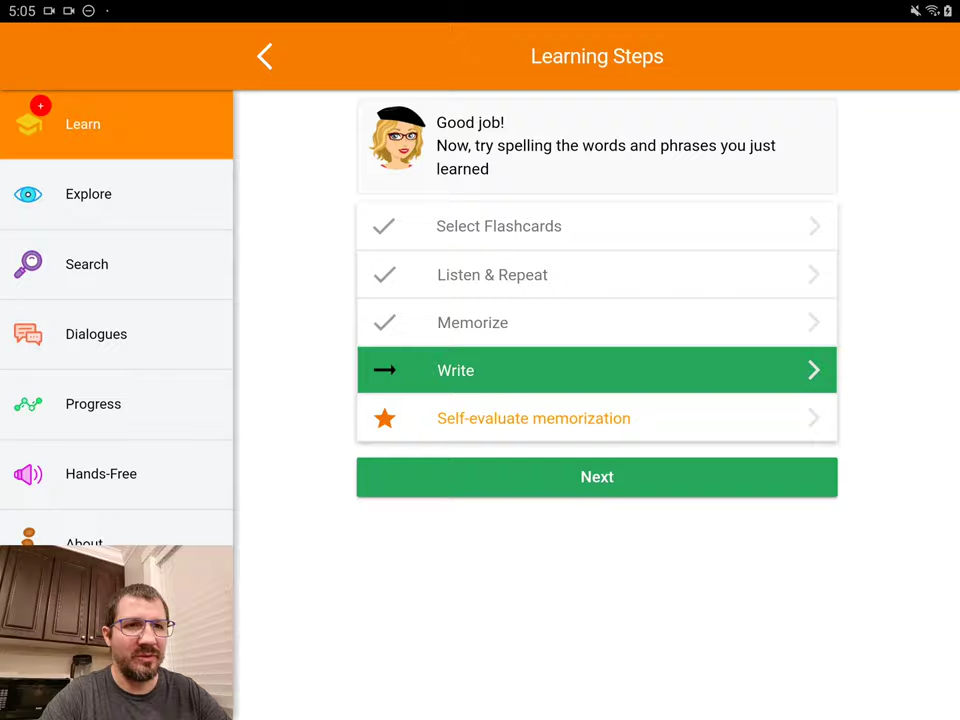 5:05
Learning Steps
+
Learn
Explore
Search
Dialogues
Progress
Hands-Free
About
Good job!
Now, try spelling the words and phrases you just
learned
Select Flashcards
Listen & Repeat
Memorize
Write
Self-evaluate memorization
Next